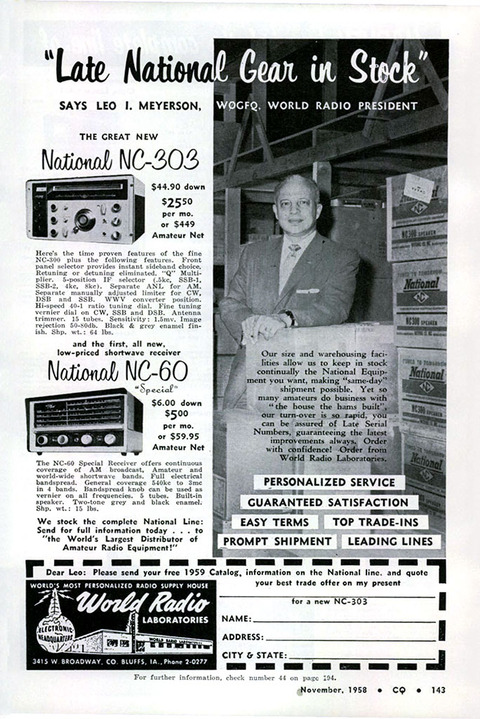 "Late National Gear in Stock"
SAYS LEO I. MEYERSON, WOGFQ, WORLD RADIO PRESIDENT
THE GREAT NEW
National NC-303
$44.90 down
$25.50
per mo.
or $449
Amateur Net
Here's the time proven features of the fine
NC-300 plus the following features. Front
panel selector provides instant sideband choice.
Retuning or detuning eliminated. "Q" Multi-
plier. 5-position IF selector (.5kc, SSB-1,
SSB-2, 4kc, 8kc). Separate ANL for AM.
Separate manually adjusted limiter for CW,
DSB and SSB. WWV converter position.
Hi-speed 40-1 ratio tuning dial. Fine tuning
vernier dial on CW, SSB and DSB. Antenna
trimmer. 15 tubes. Sensitivity: 1.5mv. Image
rejection 50-80db. Black & grey enamel fin-
ish. Shp. wt.: 64 lbs.
and the first, all new,
low-priced shortwave receiver
National NC-60
"Special"
$6.00 down
$5.00
per mo.
or $59.95
Amateur Net
The NC-60 Special Receiver offers continuous
coverage of AM broadcast, Amateur and
world-wide shortwave bands. Full electrical
bandspread. General coverage 540kc to 3mc
in 4 bands. Bandspread knob can be used as
vernier on all frequencies. 5 tubes. Built-in
speaker. Two-tone grey and black enamel.
Shp. wt.: 15 lbs.
We stock the complete National Line:
Send for full information today . . . to
"the World's Largest Distributor of
Amateur Radio Equipment!"
NC300 SPEAKER
National
NC300 SPEAKER
National
National
Our size and warehousing faci-
lities allow us to keep in stock
continually the National Equip-
ment you want, making "same-day"
shipment possible. Yet so
many amateurs do business with
"the house the hams built",
our turn-over is so rapid, you
can be assured of Late Serial
Numbers, guaranteeing the latest
improvements always. Order
with confidence! Order from
World Radio Laboratories.
PERSONALIZED SERVICE
GUARANTEED SATISFACTION
EASY TERMS TOP TRADE-INS
PROMPT SHIPMENT LEADING LINES
Dear Leo: Please send your free 1959 Catalog, information on the National line, and quote
your best trade offer on my present
for a new NC-303
NAME:
ADDRESS:
CITY & STATE:
WORLD'S MOST PERSONALIZED RADIO SUPPLY HOUSE
World Radio
LABORATORIES
ELECTRONIC
HEADQUARTERS
WORLD RADIO LABORATORIES
3415 W. BROADWAY, CO. BLUFFS, IA., Phone 2-0277
For further information, check number 44 on page 194.
November, 1958 • CQ • 143